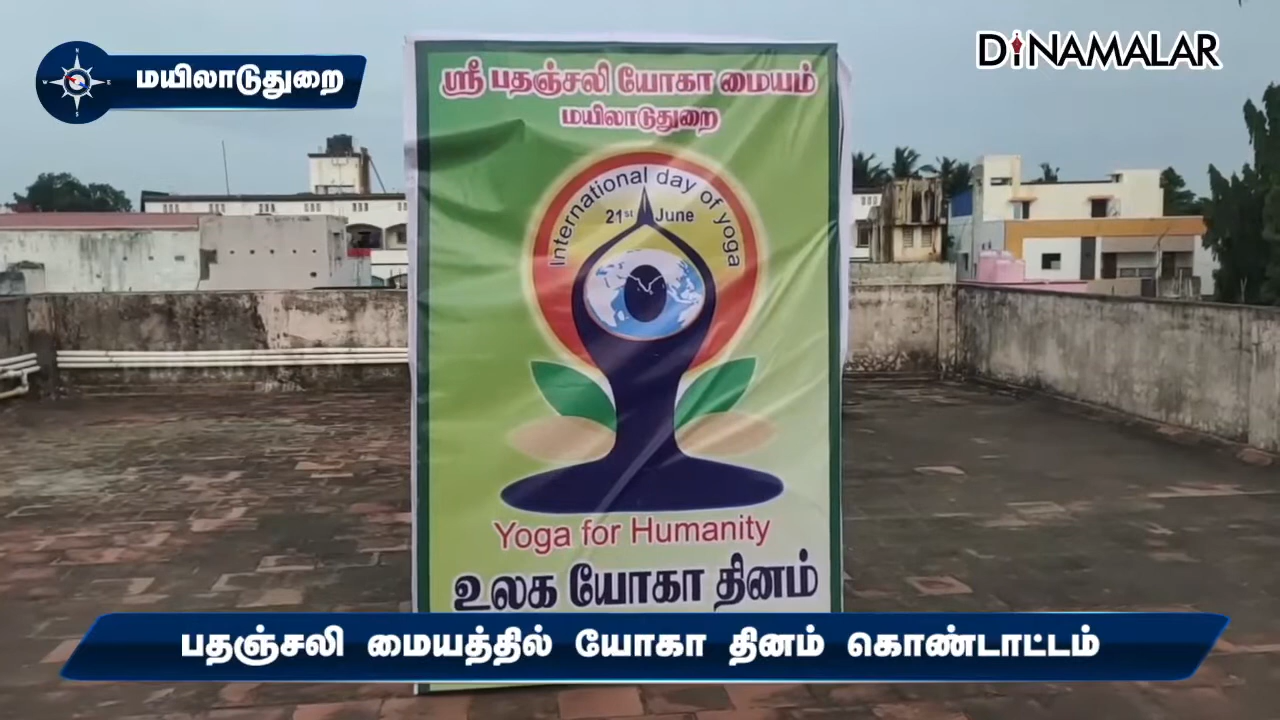 மயிலாடுதுறை
DINAMALAR
ஸ்ரீ பதஞ்சலி யோகா மையம்
மயிலாடுதுறை
International day of yoga
21st June
Yoga for Humanity
உலக யோகா தினம்
பதஞ்சலி மையத்தில் யோகா தினம் கொண்டாட்டம்